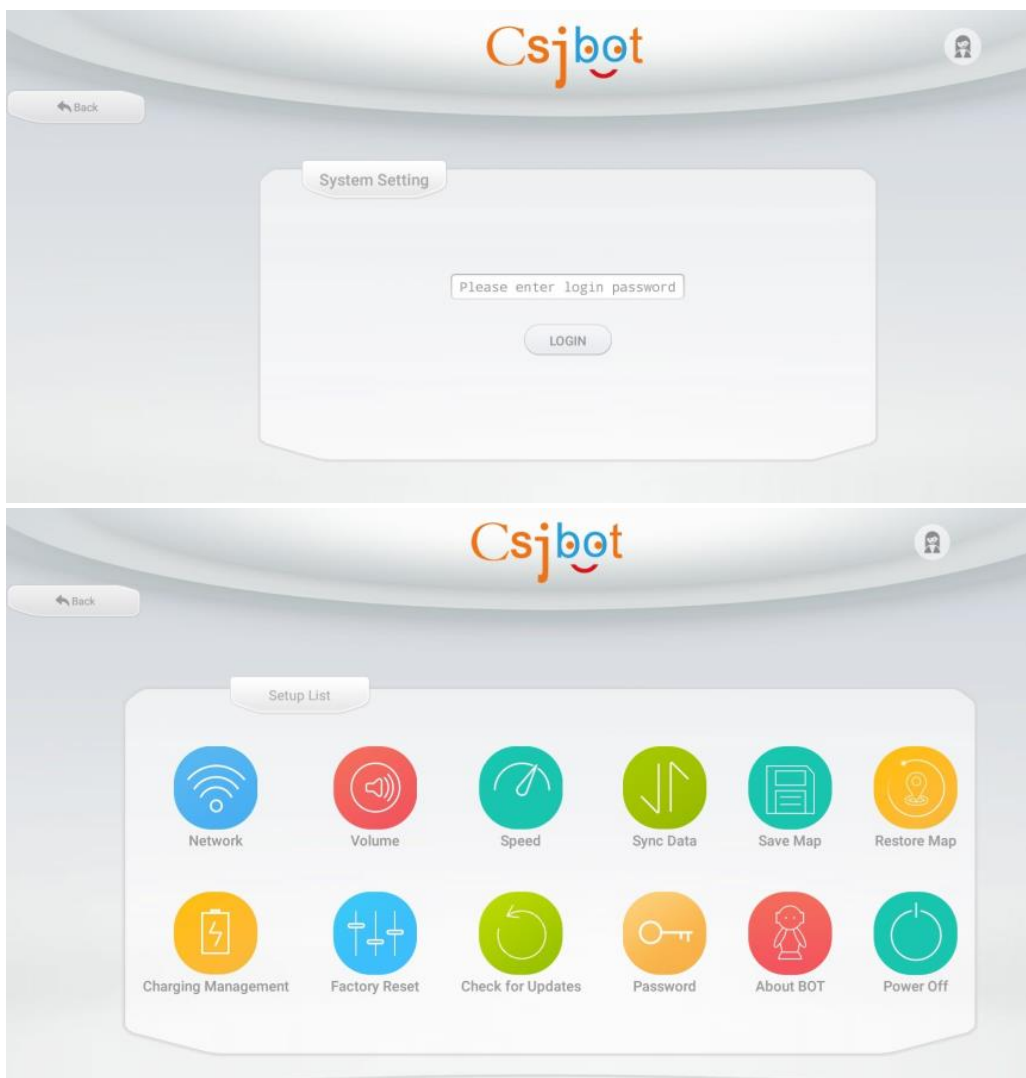 Csjbot
Back
System Setting
Please enter login password
LOGIN
Csjbot
Back
Setup List
Network Volume Speed Sync Data Save Map Restore Map
Charging Management Factory Reset Check for Updates Password About BOT Power Off